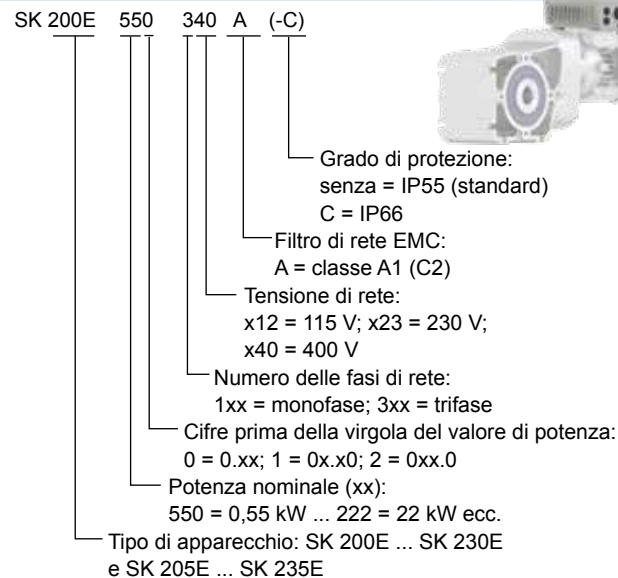 SK 200E 550 340 A (-C)
Grado di protezione:
senza = IP55 (standard)
C = IP66
Filtro di rete EMC:
A = classe A1 (C2)
Tensione di rete:
x12 = 115 V; x23 = 230 V;
x40 = 400 V
Numero delle fasi di rete:
1xx = monofase; 3xx = trifase
Cifre prima della virgola del valore di potenza:
0 = 0.xx; 1 = 0x.x0; 2 = 0xx.0
Potenza nominale (xx):
550 = 0,55 kW ... 222 = 22 kW ecc.
Tipo di apparecchio: SK 200E ... SK 230E
e SK 205E ... SK 235E